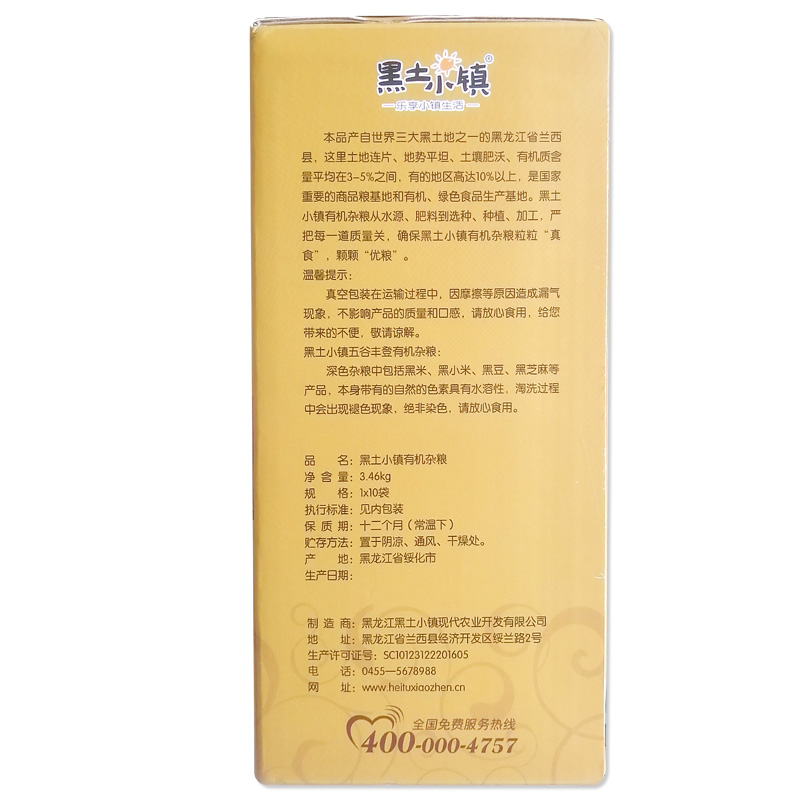 黑土小镇®
乐享小镇生活
本品产自世界三大黑土地之一的黑龙江省兰西
县，这里土地连片、地势平坦、土壤肥沃、有机质含
量平均在3-5%之间，有的地区高达10%以上，是国家
重要的商品粮基地和有机、绿色食品生产基地。黑土
小镇有机杂粮从水源、肥料到选种、种植、加工，严
把每一道质量关，确保黑土小镇有机杂粮粒粒“真
食”，颗颗“优粮”。
温馨提示：
真空包装在运输过程中，因摩擦等原因造成漏气
现象，不影响产品的质量和口感，请放心食用，给您
带来的不便，敬请谅解。
黑土小镇五谷丰登有机杂粮：
深色杂粮中包括黑米、黑小米、黑豆、黑芝麻等
产品，本身带有的自然的色素具有水溶性，淘洗过程
中会出现褪色现象，绝非染色，请放心食用。
品 名：黑土小镇有机杂粮
净 含 量：3.46kg
规 格：1x10袋
执行标准：见内包装
保 质 期：十二个月（常温下）
贮存方法：置于阴凉、通风、干燥处。
产 地：黑龙江省绥化市
生产日期：
制 造 商：黑龙江黑土小镇现代农业开发有限公司
地 址：黑龙江省兰西县经济开发区绥兰路2号
生产许可证号：SC10123122201605
电 话：0455—5678988
网 址：www.heituxiaozhen.cn
全国免费服务热线
400-000-4757